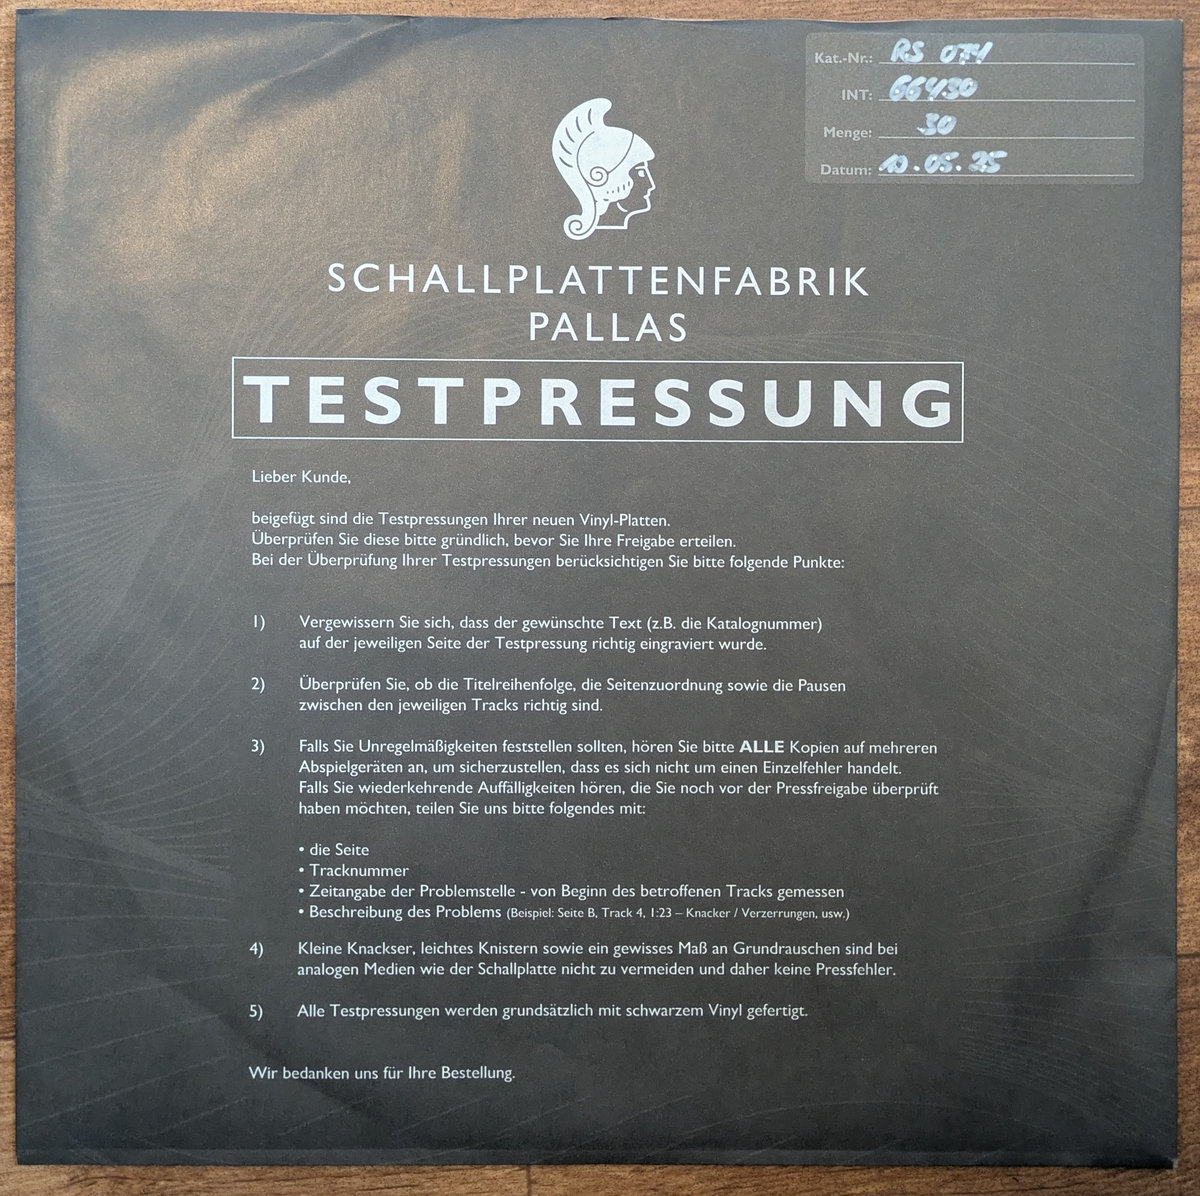 Kat.-Nr.: RS 074
INT: 66430
Menge: 30
Datum: 10.05.25
SCHALLPLATTENFABRIK
PALLAS
TESTPRESSUNG
Lieber Kunde,
beigefügt sind die Testpressungen Ihrer neuen Vinyl-Platten.
Überprüfen Sie diese bitte gründlich, bevor Sie Ihre Freigabe erteilen.
Bei der Überprüfung Ihrer Testpressungen berücksichtigen Sie bitte folgende Punkte:
1) Vergewissern Sie sich, dass der gewünschte Text (z.B. die Katalognummer)
auf der jeweiligen Seite der Testpressung richtig eingraviert wurde.
2) Überprüfen Sie, ob die Titelreihenfolge, die Seitenzuordnung sowie die Pausen
zwischen den jeweiligen Tracks richtig sind.
3) Falls Sie Unregelmäßigkeiten feststellen sollten, hören Sie bitte ALLE Kopien auf mehreren
Abspielgeräten an, um sicherzustellen, dass es sich nicht um einen Einzelfehler handelt.
Falls Sie wiederkehrende Auffälligkeiten hören, die Sie noch vor der Pressfreigabe überprüft
haben möchten, teilen Sie uns bitte folgendes mit:
• die Seite
• Tracknummer
• Zeitangabe der Problemstelle - von Beginn des betroffenen Tracks gemessen
• Beschreibung des Problems (Beispiel: Seite B, Track 4, 1:23 – Knacker / Verzerrungen, usw.)
4) Kleine Knackser, leichtes Knistern sowie ein gewisses Maß an Grundrauschen sind bei
analogen Medien wie der Schallplatte nicht zu vermeiden und daher keine Pressfehler.
5) Alle Testpressungen werden grundsätzlich mit schwarzem Vinyl gefertigt.
Wir bedanken uns für Ihre Bestellung.